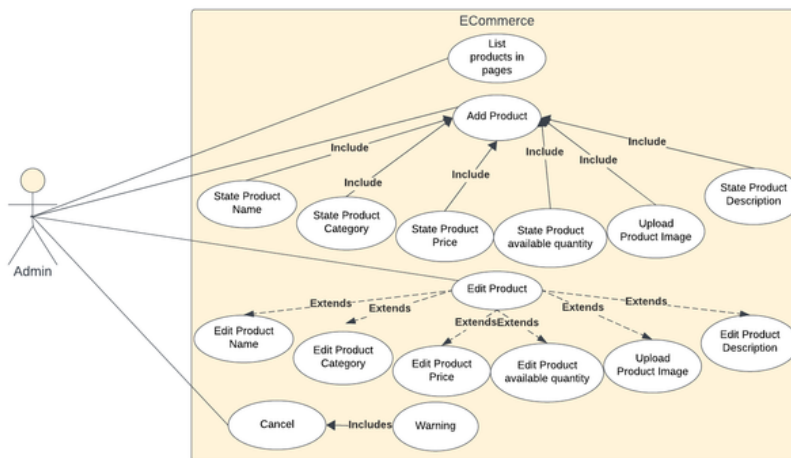 ECommerce
List
products in
pages
Add Product
Include
Include
Include
Include
Include
Include
State Product
Name
State Product
Category
State Product
Price
State Product
available quantity
Upload
Product Image
State Product
Description
Admin
Edit Product
Extends
Extends
Extends
Extends
Extends
Extends
Edit Product
Name
Edit Product
Category
Edit Product
Price
Edit Product
available quantity
Upload
Product Image
Edit Product
Description
Cancel
Includes
Warning